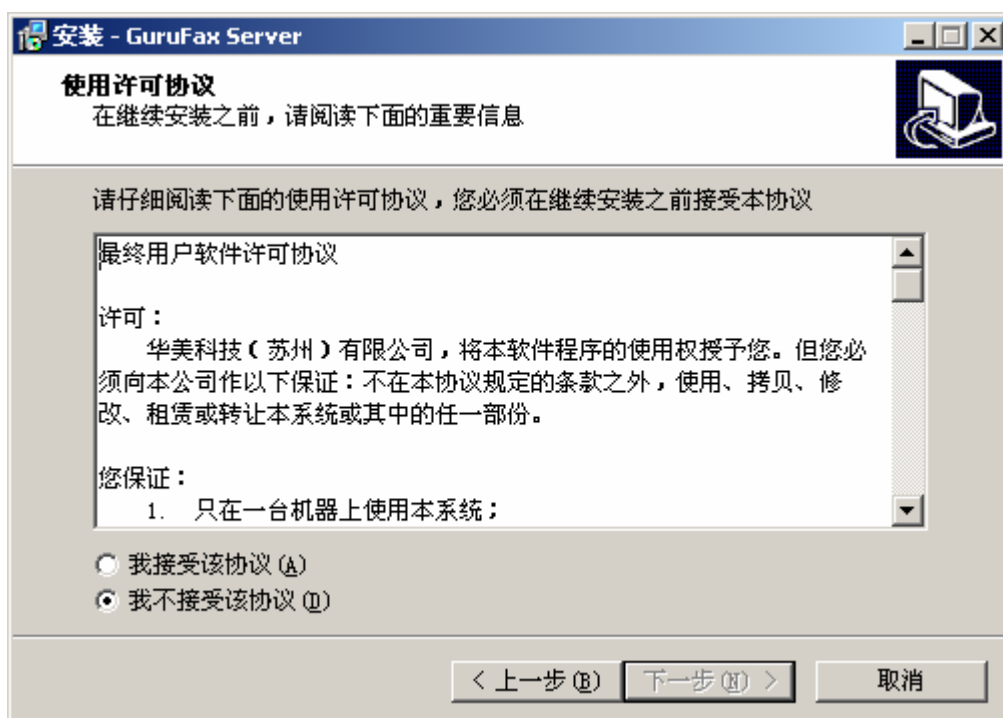 安装 - GuruFax Server
使用许可协议
在继续安装之前，请阅读下面的重要信息
请仔细阅读下面的使用许可协议，您必须在继续安装之前接受本协议
最终用户软件许可协议
许可：
华美科技（苏州）有限公司，将本软件程序的使用权授予您。但您必
须向本公司作以下保证：不在本协议规定的条款之外，使用、拷贝、修
改、租赁或转让本系统或其中的任一部份。
您保证：
1. 只在一台机器上使用本系统；
我接受该协议(A)
我不接受该协议(D)
< 上一步(B) 下一步(N) > 取消